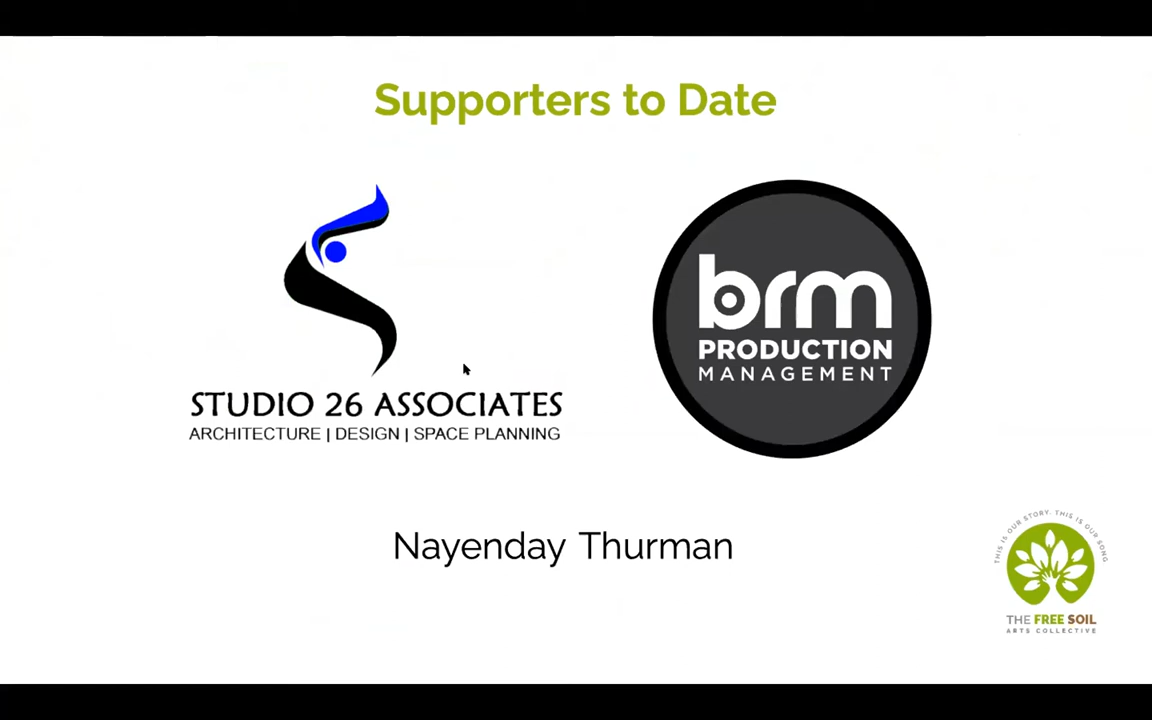 Supporters to Date
STUDIO 26 ASSOCIATES
ARCHITECTURE | DESIGN | SPACE PLANNING
brm
PRODUCTION
MANAGEMENT
Nayenday Thurman
THIS IS OUR STORY. THIS IS OUR SONG
THE FREE SOIL
ARTS COLLECTIVE